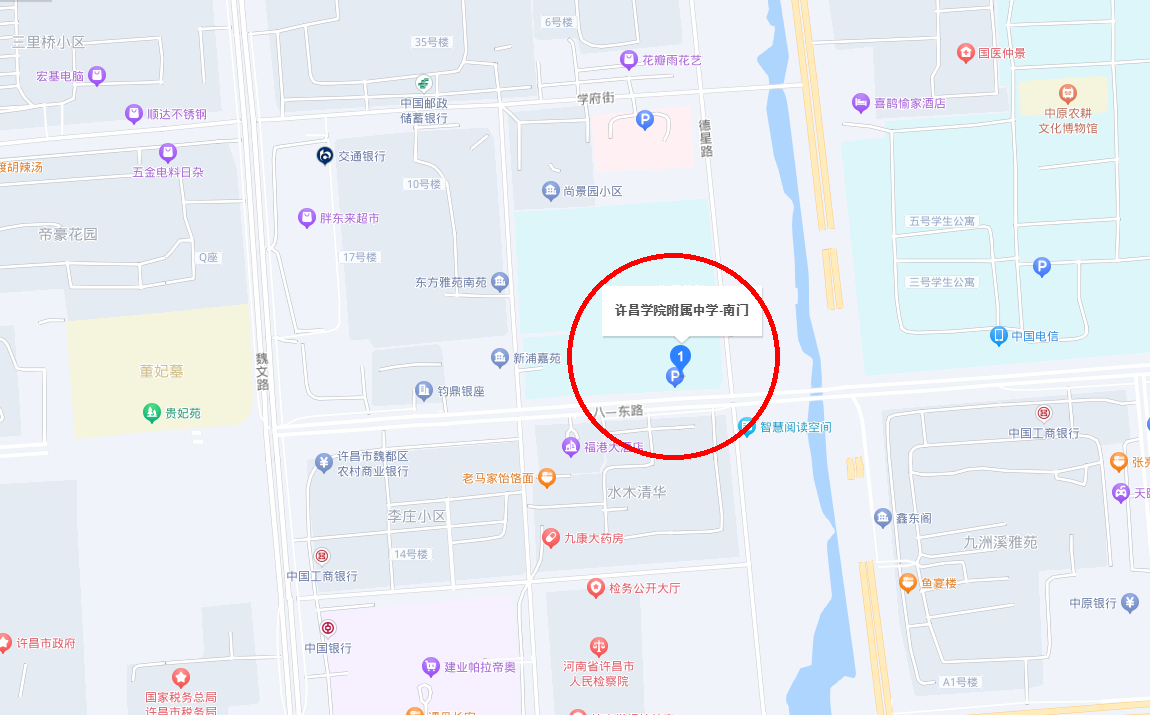 6号楼
三里桥小区
35号楼
花瓣雨花艺
国医仲景
宏基电脑
中国邮政
储蓄银行
学府街
喜鹊愉家酒店
中原农耕
文化博物馆
顺达不锈钢
德星路
交通银行
渡胡辣汤
五金电料日杂
10号楼
尚景园小区
胖东来超市
五号学生公寓
帝豪花园
Q座
17号楼
东方雅苑南苑
三号学生公寓
许昌学院附属中学-南门
1
中国电信
魏文路
新浦嘉苑
董妃墓
钧鼎银座
贵妃苑
八一东路
智慧阅读空间
中国工商银行
福港大酒店
许昌市魏都区
农村商业银行
老马家饸饹面
水木清华
张亮
天
李庄小区
鑫东阁
九洲溪雅苑
九康大药房
14号楼
中国工商银行
检务公开大厅
鱼宴楼
中原银行
许昌市政府
中国银行
建业帕拉帝奥
河南省许昌市
人民检察院
A1号楼
国家税务总局
许昌市税务局